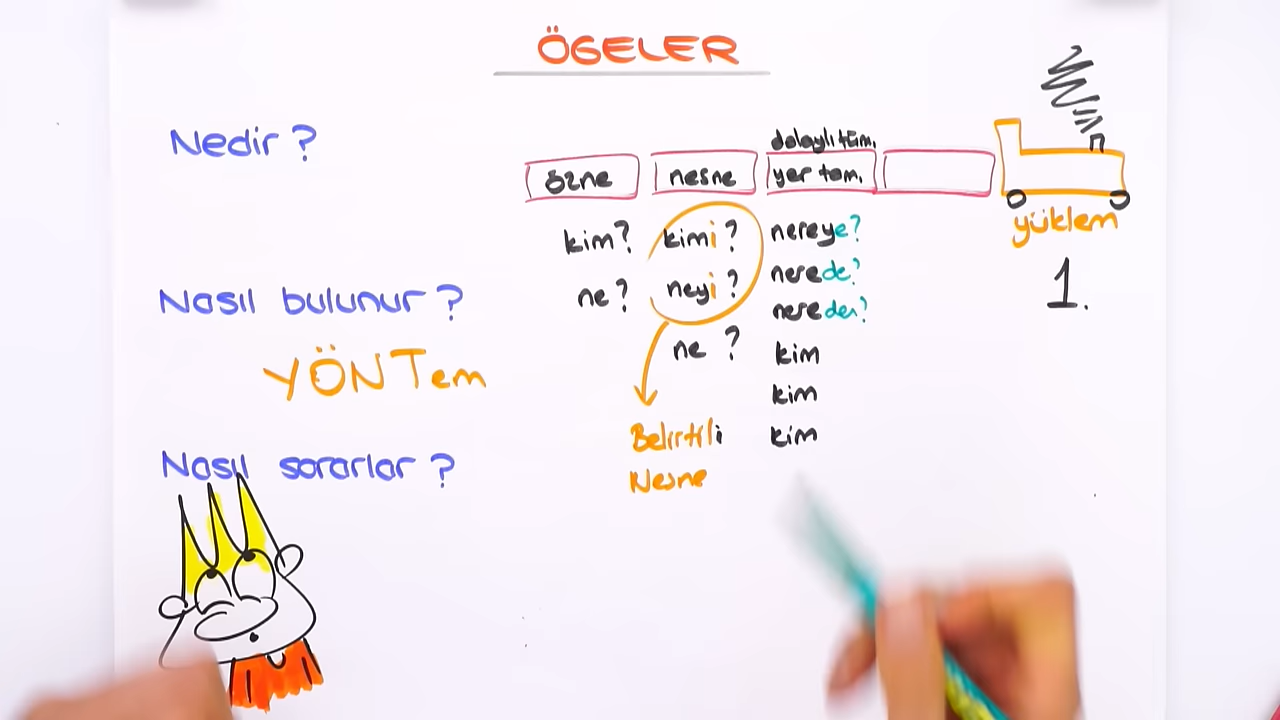 ÖGELER
Nedir?
Nasıl bulunur?
YÖNTem
Nasıl sorarlar?
özne
kim?
ne?
nesne
kimi?
neyi?
ne ?
Belirtili
Nesne
dolaylı tüm.
yer tam.
nereye?
nerede?
nereden?
kim
kim
kim
yüklem
1.